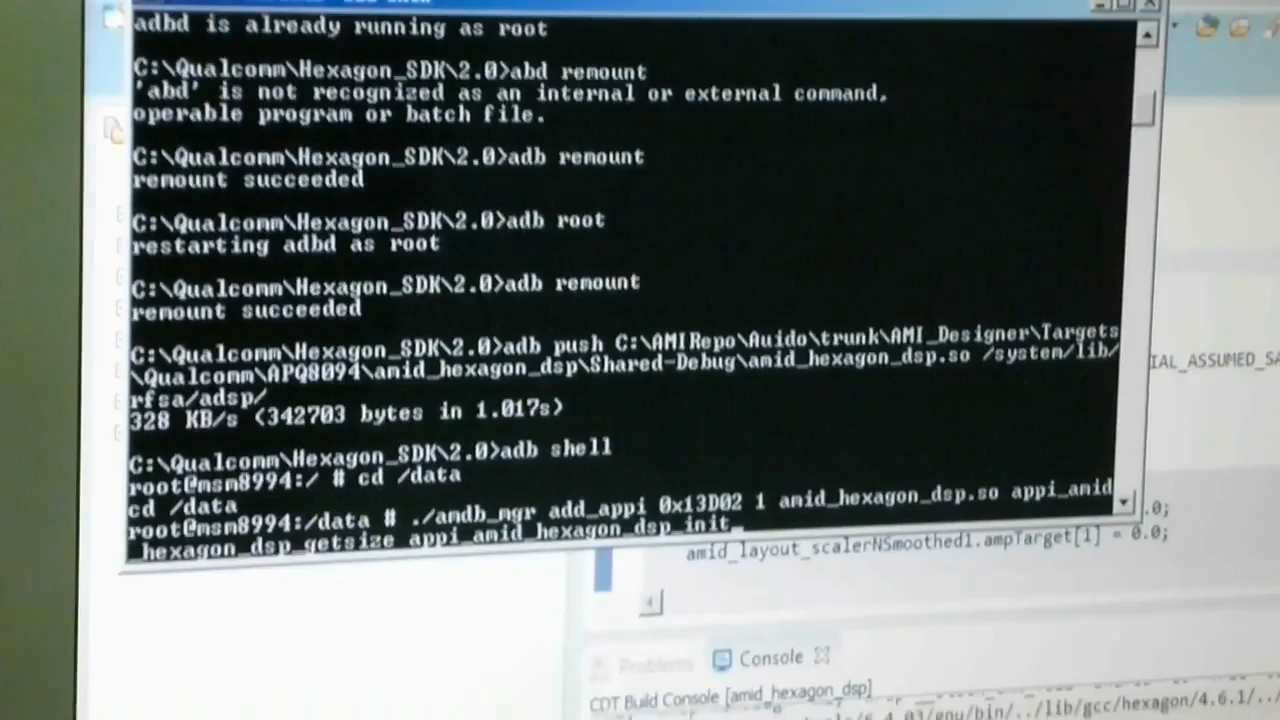 adbd is already running as root
C:\Qualcomm\Hexagon_SDK\2.0>abd remount
'abd' is not recognized as an internal or external command,
operable program or batch file.
C:\Qualcomm\Hexagon_SDK\2.0>adb remount
remount succeeded
C:\Qualcomm\Hexagon_SDK\2.0>adb root
restarting adbd as root
C:\Qualcomm\Hexagon_SDK\2.0>adb remount
remount succeeded
C:\Qualcomm\Hexagon_SDK\2.0>adb push C:\AMIRepo\Auido\trunk\AMI_Designer\Targets
\Qualcomm\APQ8094\amid_hexagon_dsp\Shared-Debug\amid_hexagon_dsp.so /system/lib/
rfsa/adsp/
328 KB/s (342703 bytes in 1.017s)
C:\Qualcomm\Hexagon_SDK\2.0>adb shell
root@msm8994:/ # cd /data
cd /data
root@msm8994:/data # ./amdb_mgr add_appi 0x13D02 1 amid_hexagon_dsp.so appi_amid
_hexagon_dsp_getsize appi_amid_hexagon_dsp_init_
IAL_ASSUMED_SA
.0;
amid_layout_scalerNSmoothed1.ampTarget[1] = 0.0;
Problems
Console
CDT Build Console [amid_hexagon_dsp]
/gnu/bin/../lib/gcc/hexagon/4.6.1/../